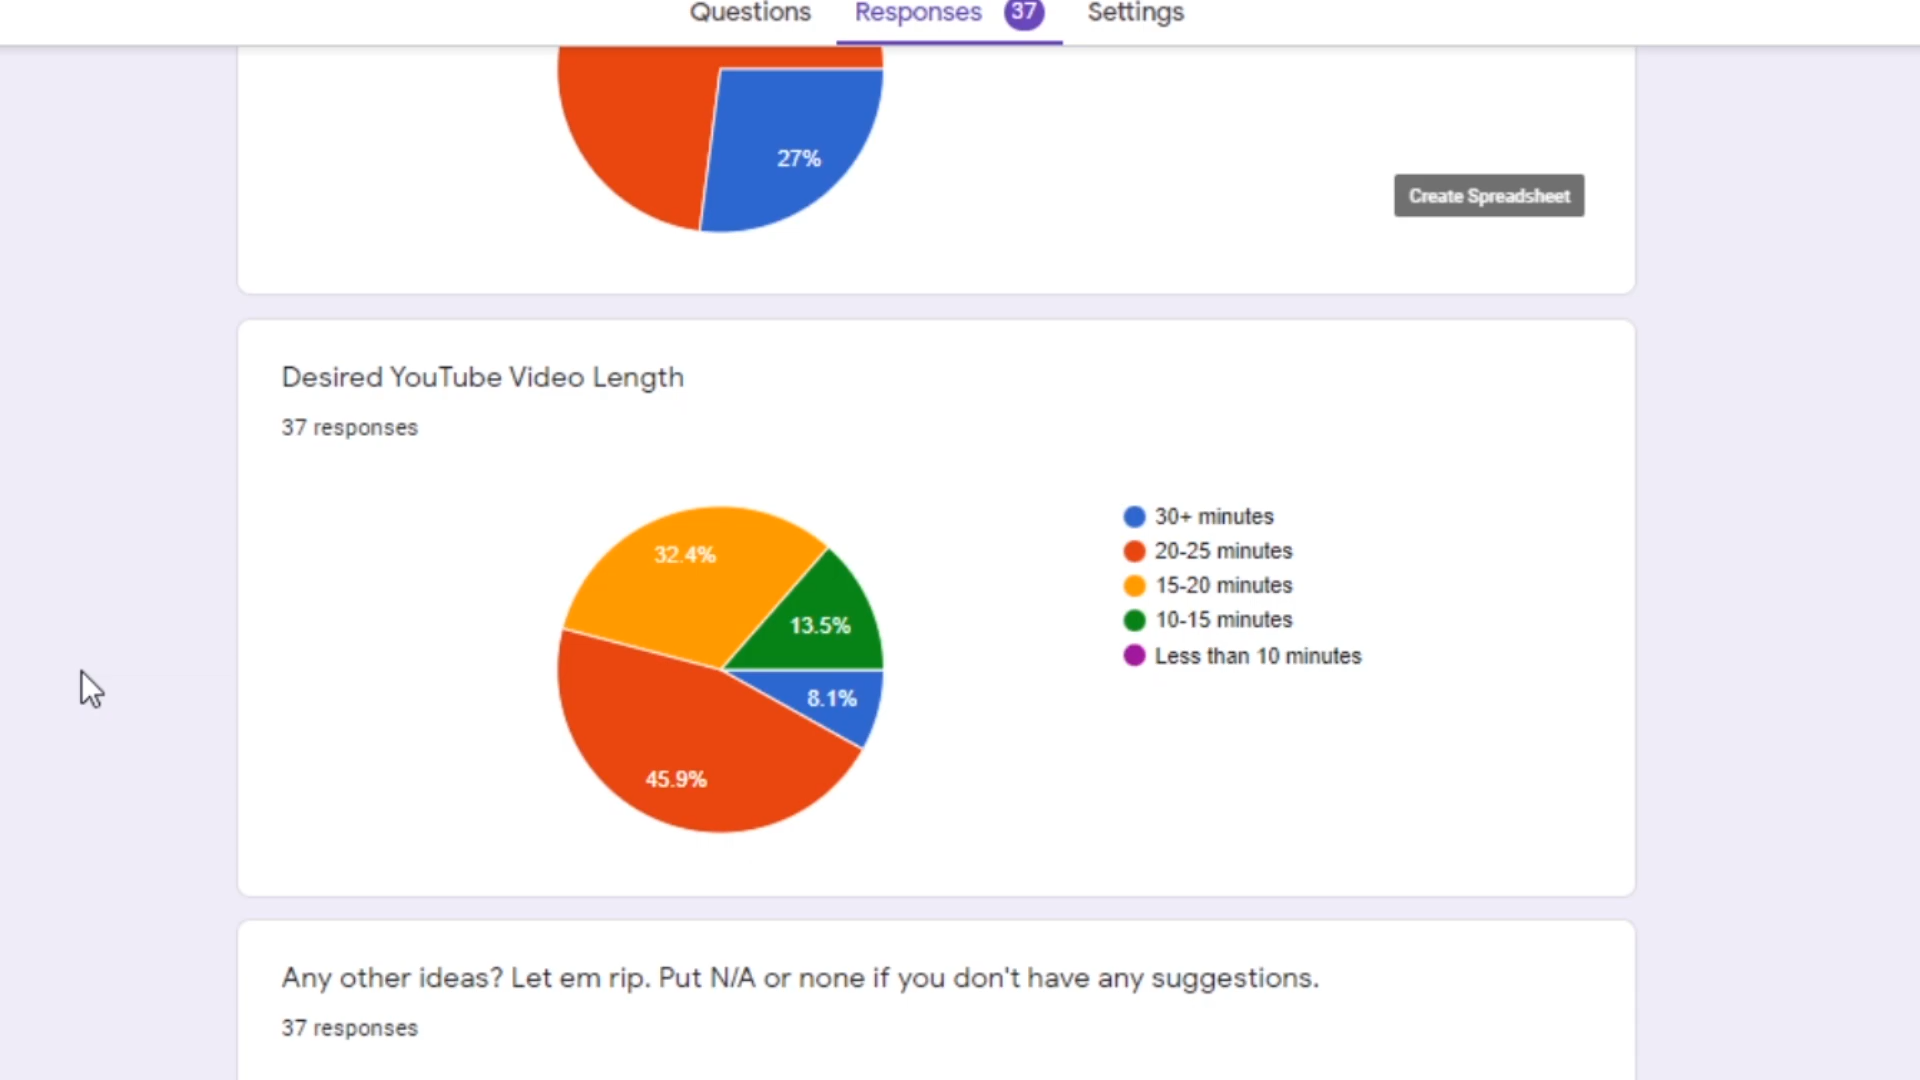 Questions
Responses 37
Settings
27%
Create Spreadsheet
Desired YouTube Video Length
37 responses
32.4%
13.5%
8.1%
45.9%
30+ minutes
20-25 minutes
15-20 minutes
10-15 minutes
Less than 10 minutes
Any other ideas? Let em rip. Put N/A or none if you don't have any suggestions.
37 responses